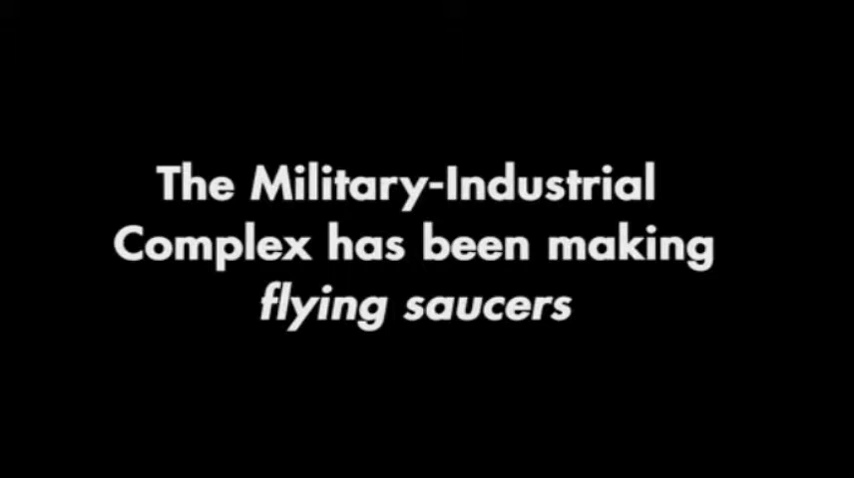 The Military-Industrial
Complex has been making
flying saucers